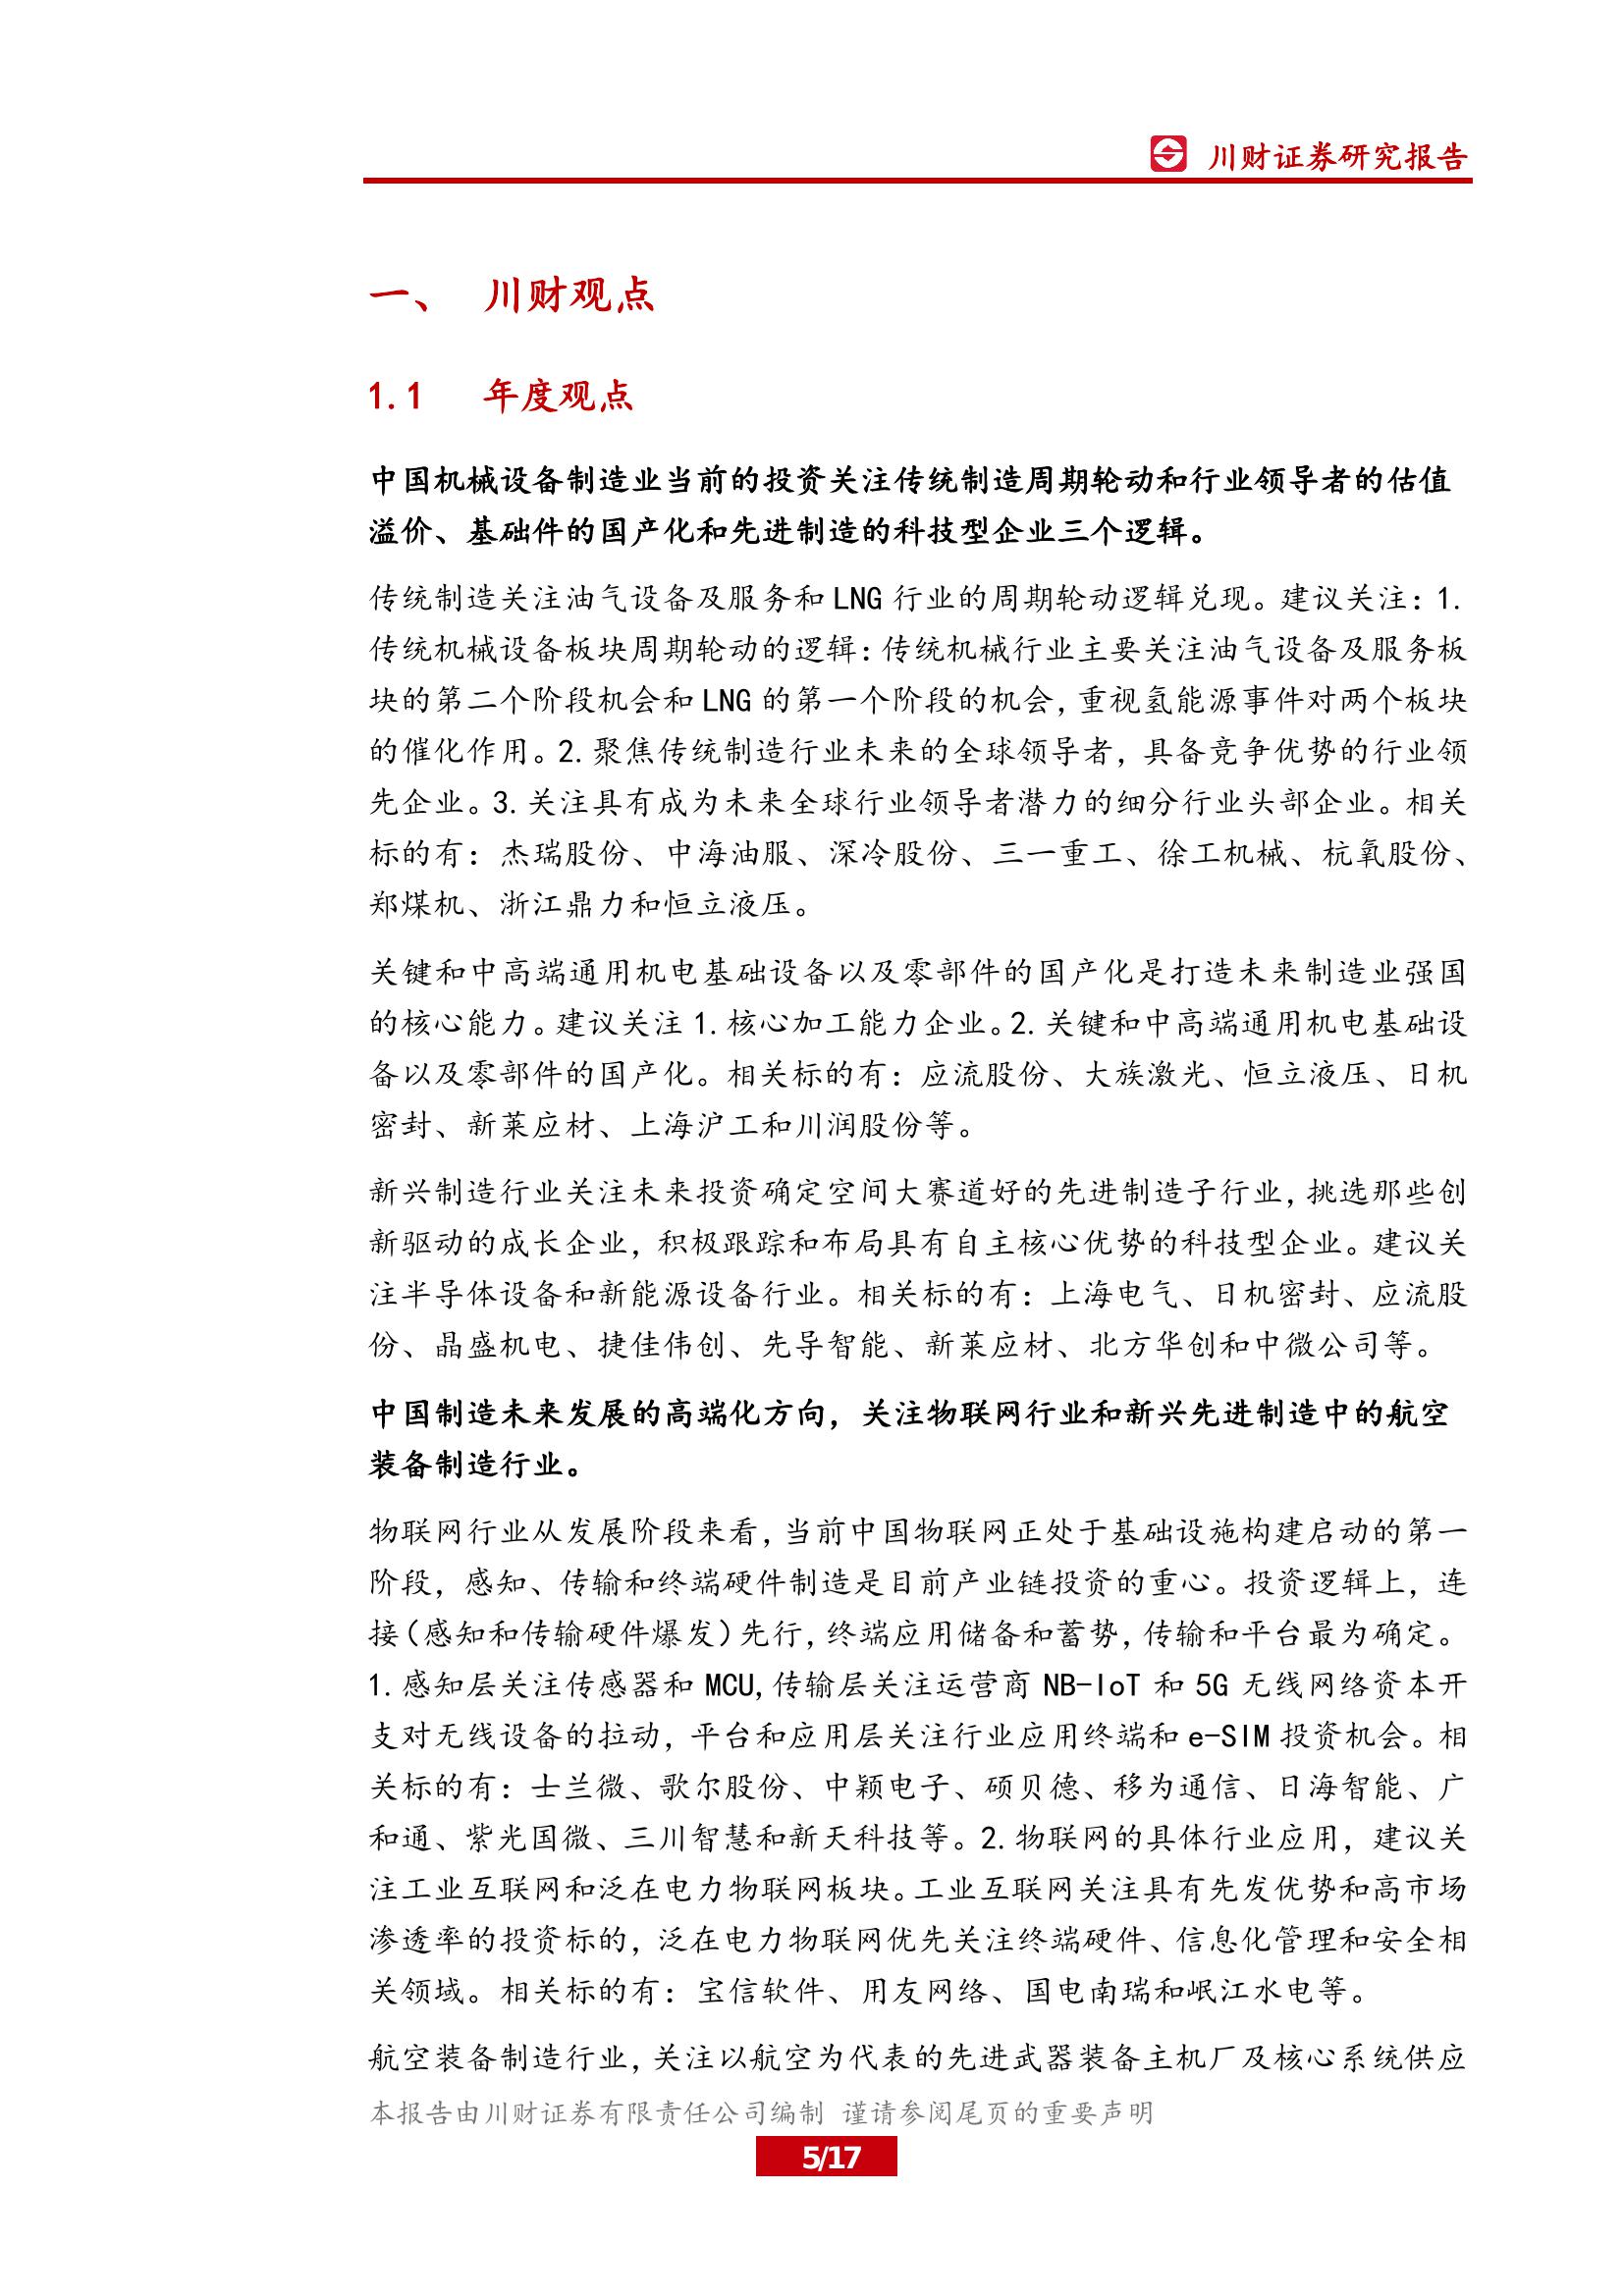 川财证券研究报告
一、 川财观点
1.1 年度观点
中国机械设备制造业当前的投资关注传统制造周期轮动和行业领导者的估值
溢价、基础件的国产化和先进制造的科技型企业三个逻辑。
传统制造关注油气设备及服务和 LNG 行业的周期轮动逻辑兑现。建议关注：1.
传统机械设备板块周期轮动的逻辑：传统机械行业主要关注油气设备及服务板
块的第二个阶段机会和 LNG 的第一个阶段的机会，重视氢能源事件对两个板块
的催化作用。2.聚焦传统制造行业未来的全球领导者，具备竞争优势的行业领
先企业。3.关注具有成为未来全球行业领导者潜力的细分行业头部企业。相关
标的有：杰瑞股份、中海油服、深冷股份、三一重工、徐工机械、杭氧股份、
郑煤机、浙江鼎力和恒立液压。
关键和中高端通用机电基础设备以及零部件的国产化是打造未来制造业强国
的核心能力。建议关注 1.核心加工能力企业。2.关键和中高端通用机电基础设
备以及零部件的国产化。相关标的有：应流股份、大族激光、恒立液压、日机
密封、新莱应材、上海沪工和川润股份等。
新兴制造行业关注未来投资确定空间大赛道好的先进制造子行业，挑选那些创
新驱动的成长企业，积极跟踪和布局具有自主核心优势的科技型企业。建议关
注半导体设备和新能源设备行业。相关标的有：上海电气、日机密封、应流股
份、晶盛机电、捷佳伟创、先导智能、新莱应材、北方华创和中微公司等。
中国制造未来发展的高端化方向，关注物联网行业和新兴先进制造中的航空
装备制造行业。
物联网行业从发展阶段来看，当前中国物联网正处于基础设施构建启动的第一
阶段，感知、传输和终端硬件制造是目前产业链投资的重心。投资逻辑上，连
接（感知和传输硬件爆发）先行，终端应用储备和蓄势，传输和平台最为确定。
1.感知层关注传感器和 MCU,传输层关注运营商 NB-IoT 和 5G 无线网络资本开
支对无线设备的拉动，平台和应用层关注行业应用终端和 e-SIM 投资机会。相
关标的有：士兰微、歌尔股份、中颖电子、硕贝德、移为通信、日海智能、广
和通、紫光国微、三川智慧和新天科技等。2.物联网的具体行业应用，建议关
注工业互联网和泛在电力物联网板块。工业互联网关注具有先发优势和高市场
渗透率的投资标的，泛在电力物联网优先关注终端硬件、信息化管理和安全相
关领域。相关标的有：宝信软件、用友网络、国电南瑞和岷江水电等。
航空装备制造行业，关注以航空为代表的先进武器装备主机厂及核心系统供应
本报告由川财证券有限责任公司编制 谨请参阅尾页的重要声明
5/17